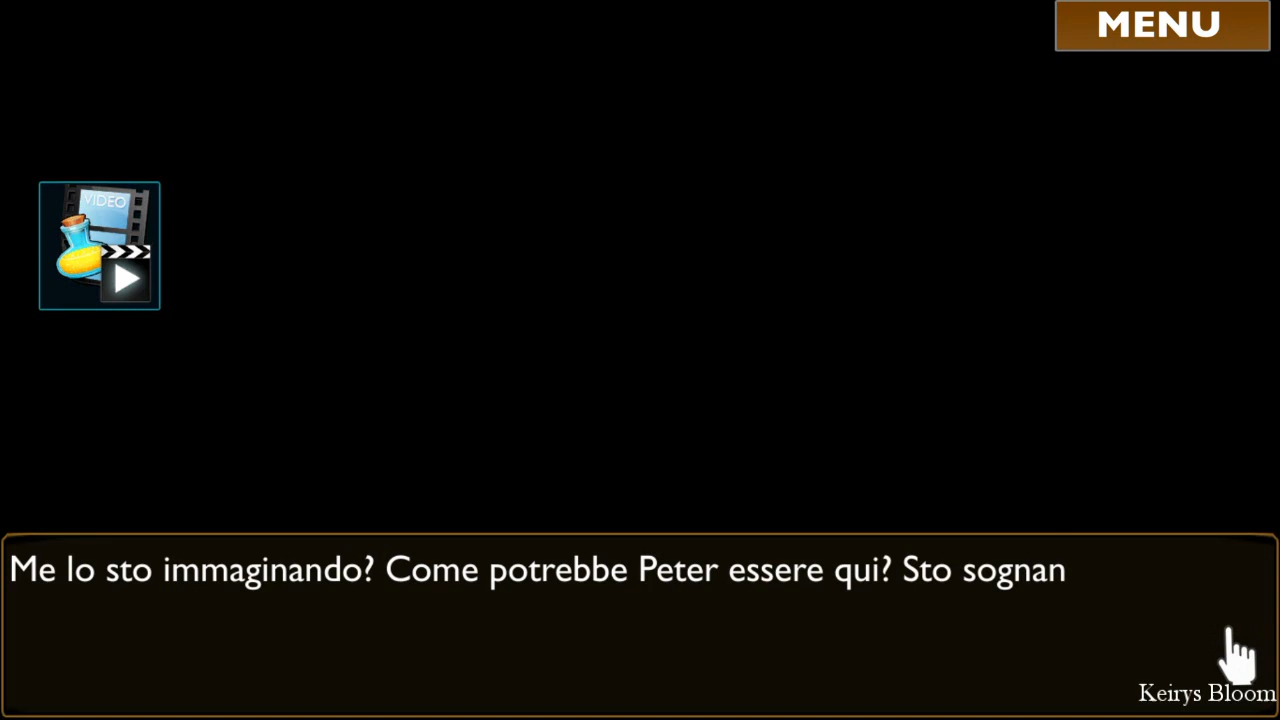 MENU
VIDEO
Me lo sto immaginando? Come potrebbe Peter essere qui? Sto sognan
Keirys Bloom